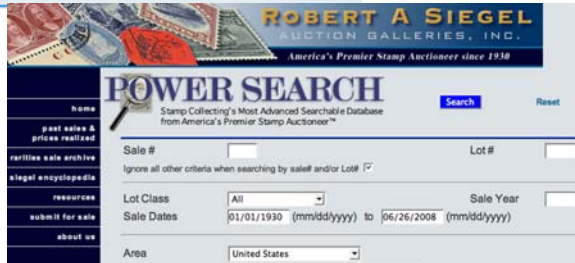 ROBERT A SIEGEL
AUCTION GALLERIES, INC.
America's Premier Stamp Auctioneer since 1930
POWER SEARCH
Stamp Collecting's Most Advanced Searchable Database
from America's Premier Stamp Auctioneer™
Search Reset
home
past sales &
prices realized
rarities sale archive
siegel encyclopedia
resources
submit for sale
about us
Sale # Lot #
Ignore all other criteria when searching by sale# and/or Lot#
Lot Class All Sale Year
Sale Dates 01/01/1930 (mm/dd/yyyy) to 06/26/2008 (mm/dd/yyyy)
Area United States